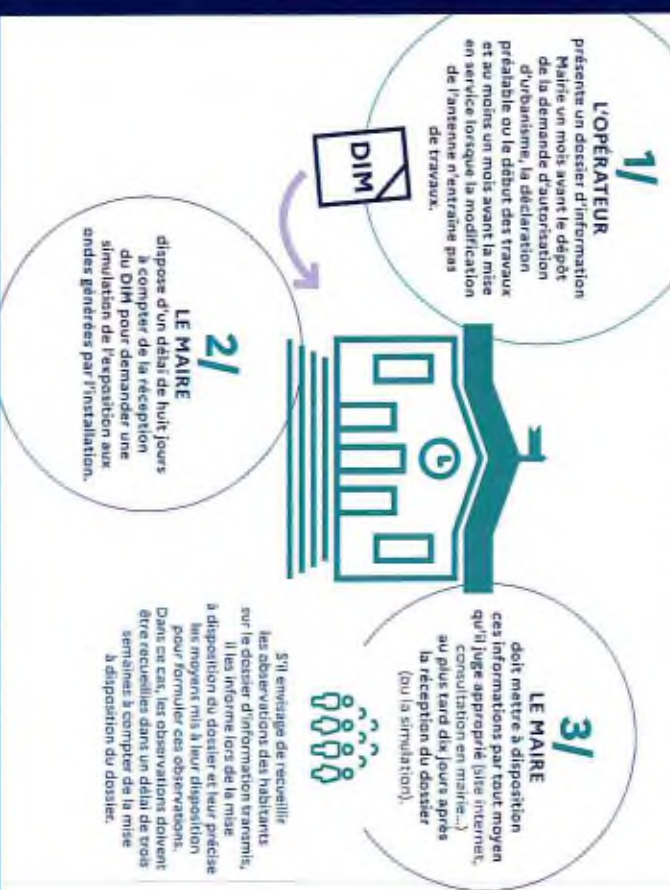 1/
L'OPÉRATEUR
présente un dossier d'information
Mairie un mois avant le dépôt
de la demande d'autorisation
d'urbanisme, la déclaration
préalable ou le début des travaux
et au moins un mois avant la mise
en service lorsque la modification
de l'antenne n'entraîne pas
de travaux.
DIM
2/
LE MAIRE
dispose d'un délai de huit jours
à compter de la réception
du DIM pour demander une
simulation de l'exposition aux
ondes générées par l'installation.
3/
LE MAIRE
doit mettre à disposition
ces informations par tout moyen
qu'il juge approprié (site internet,
consultation en mairie...)
au plus tard dix jours après
la réception du dossier
(ou la simulation).
S'il envisage de recueillir
les observations des habitants
sur le dossier d'information transmis,
il les informe lors de la mise
à disposition du dossier et leur précise
les moyens mis à leur disposition
pour formuler ces observations.
Dans ce cas, les observations doivent
être recueillies dans un délai de trois
semaines à compter de la mise
à disposition du dossier.